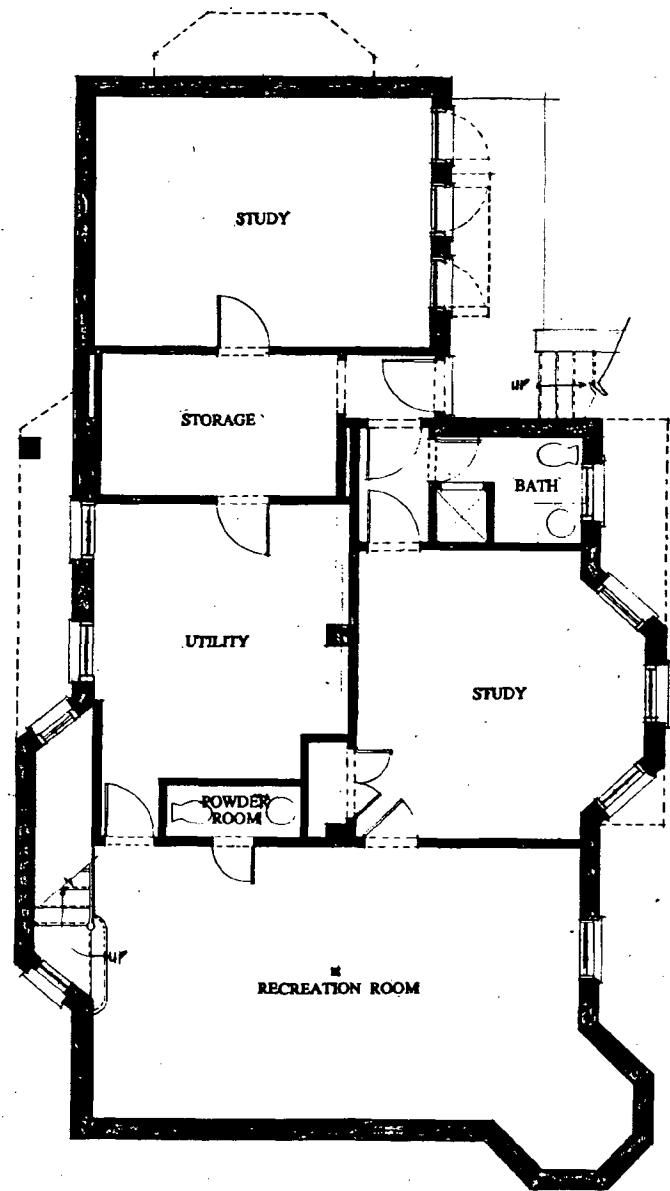 STUDY
UP
STORAGE
BATH
UTILITY
STUDY
POWDER
ROOM
UP
RECREATION ROOM